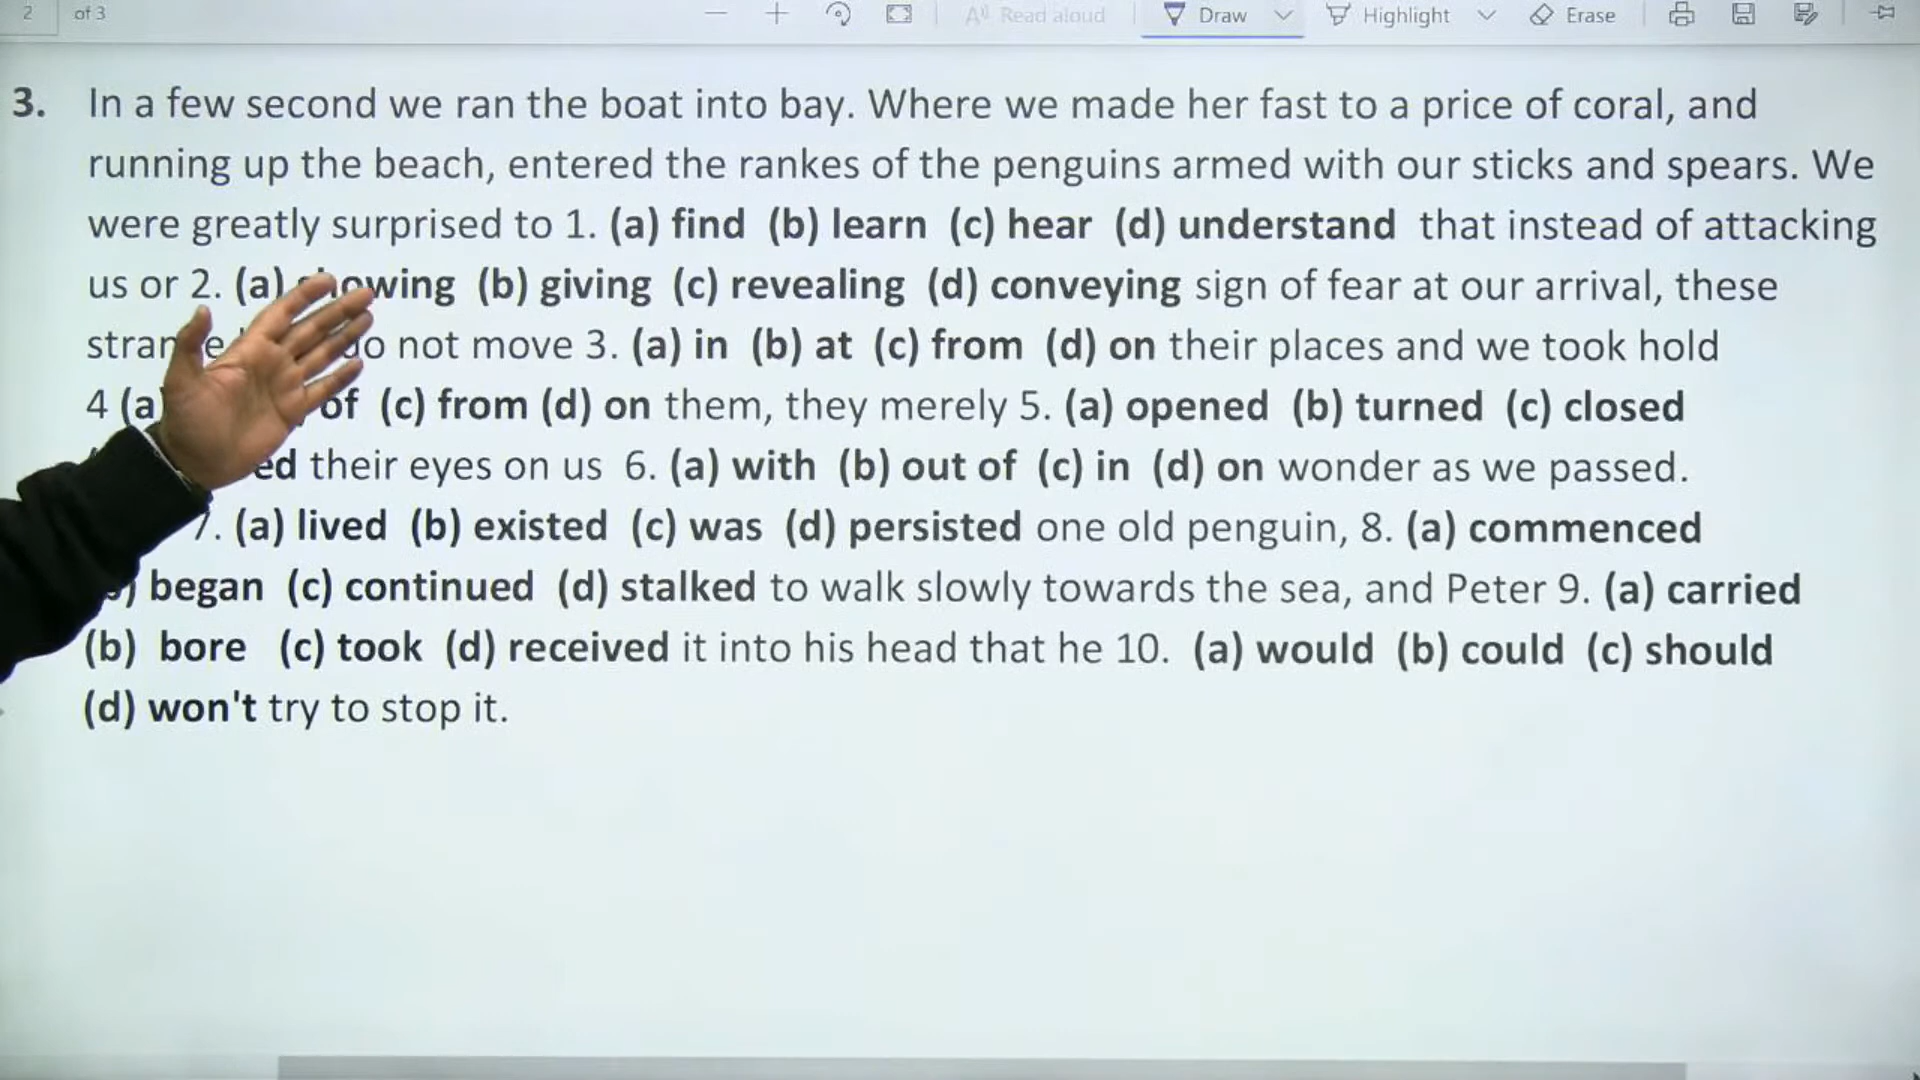 2 of 3 Read aloud Draw Highlight Erase
3. In a few second we ran the boat into bay. Where we made her fast to a price of coral, and
running up the beach, entered the rankes of the penguins armed with our sticks and spears. We
were greatly surprised to 1. (a) find (b) learn (c) hear (d) understand that instead of attacking
us or 2. (a) showing (b) giving (c) revealing (d) conveying sign of fear at our arrival, these
not move 3. (a) in (b) at (c) from (d) on their places and we took hold
4 (a) of (c) from (d) on them, they merely 5. (a) opened (b) turned (c) closed
their eyes on us 6. (a) with (b) out of (c) in (d) on wonder as we passed.
7. (a) lived (b) existed (c) was (d) persisted one old penguin, 8. (a) commenced
began (c) continued (d) stalked to walk slowly towards the sea, and Peter 9. (a) carried
(b) bore (c) took (d) received it into his head that he 10. (a) would (b) could (c) should
(d) won't try to stop it.